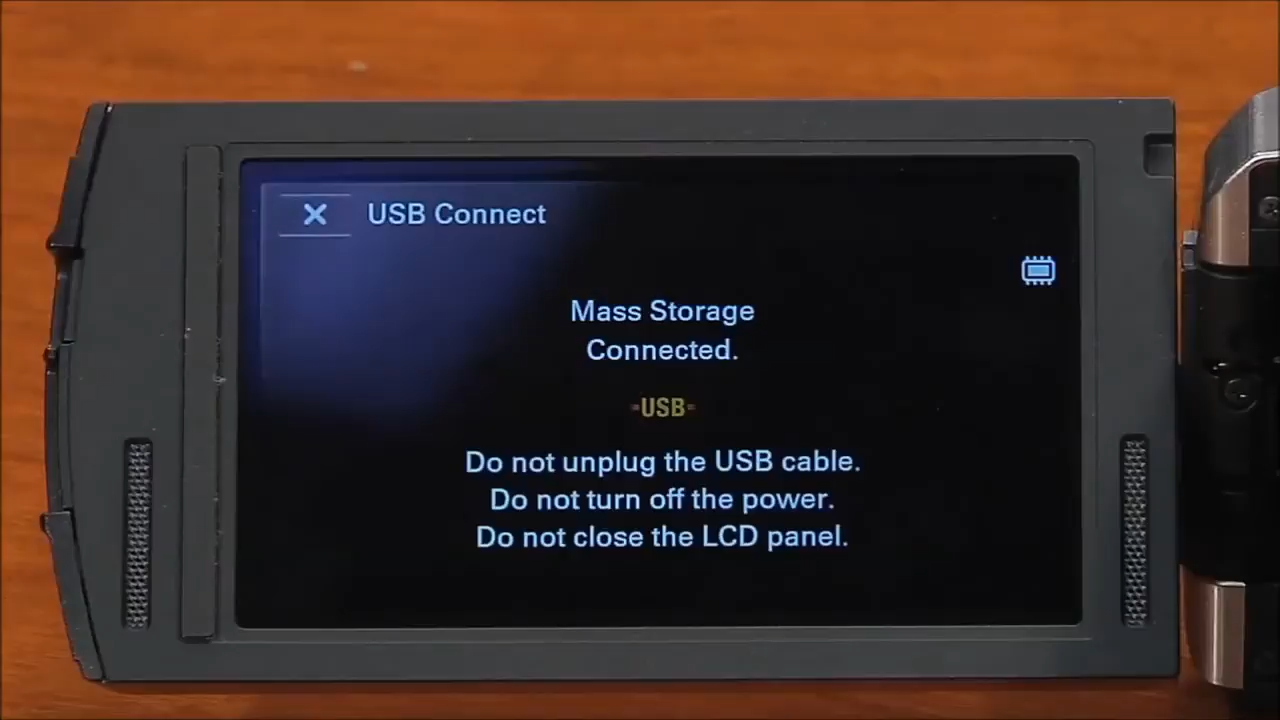 USB Connect
Mass Storage
Connected.
USB
Do not unplug the USB cable.
Do not turn off the power.
Do not close the LCD panel.